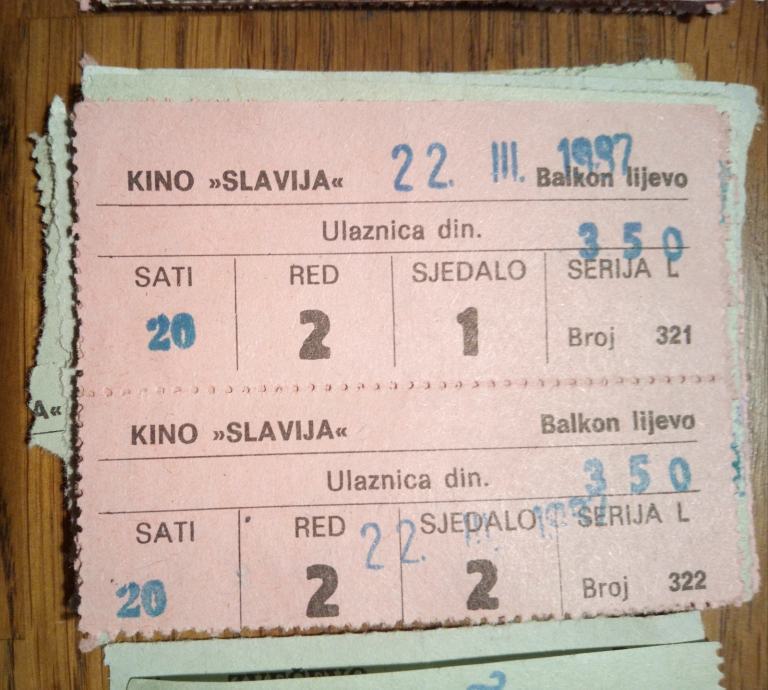 22. III. 1987
KINO »SLAVIJA« Balkon lijevo
Ulaznica din. 350
SATI RED SJEDALO SERIJA L
20 2 1 Broj 321
A«
KINO »SLAVIJA« Balkon lijevo
Ulaznica din. 350
SATI RED SJEDALO SERIJA L
22.
20 2 2 Broj 322